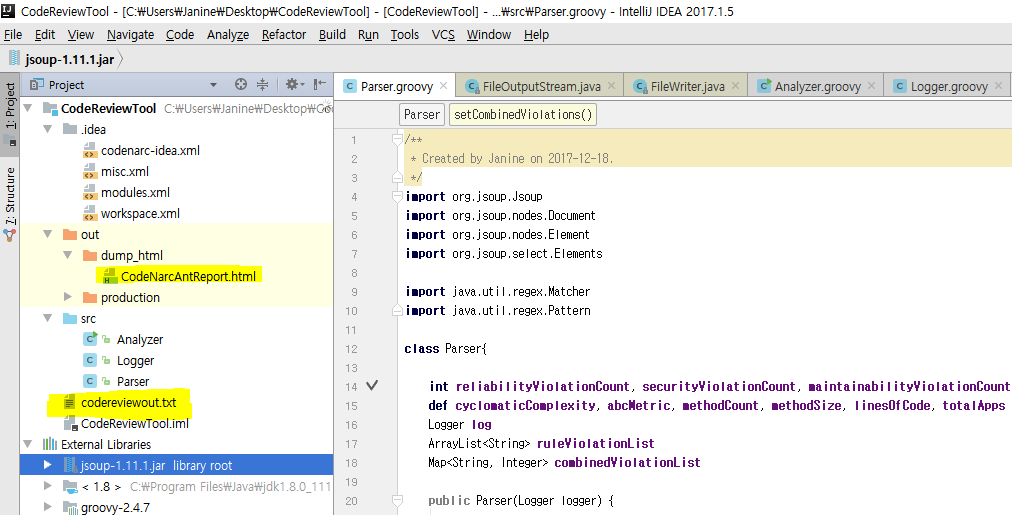 CodeReviewTool - [C:₩Users₩Janine₩Desktop₩CodeReviewTool] - [CodeReviewTool] - ...₩src₩Parser.groovy - IntelliJ IDEA 2017.1.5
File Edit View Navigate Code Analyze Refactor Build Run Tools VCS Window Help
jsoup-1.11.1.jar
1: Project
7: Structure
Project
CodeReviewTool C:₩Users₩Janine₩Desktop₩Co
.idea
codenarc-idea.xml
misc.xml
modules.xml
workspace.xml
out
dump_html
CodeNarcAntReport.html
production
src
Analyzer
Logger
Parser
codereviewout.txt
CodeReviewTool.iml
External Libraries
jsoup-1.11.1.jar library root
< 1.8 > C:₩Program Files₩Java₩jdk1.8.0_111
groovy-2.4.7
Parser.groovy FileOutputStream.java FileWriter.java Analyzer.groovy Logger.groovy
Parser setCombinedViolations()
1 /**
2 * Created by Janine on 2017-12-18.
3 */
4 import org.jsoup.Jsoup
5 import org.jsoup.nodes.Document
6 import org.jsoup.nodes.Element
7 import org.jsoup.select.Elements
8
9 import java.util.regex.Matcher
10 import java.util.regex.Pattern
11
12 class Parser{
13
14 int reliabilityViolationCount, securityViolationCount, maintainabilityViolationCount
15 def cyclomaticComplexity, abcMetric, methodCount, methodSize, linesOfCode, totalApps
16 Logger log
17 ArrayList<String> ruleViolationList
18 Map<String, Integer> combinedViolationList
19
20 public Parser(Logger logger) {